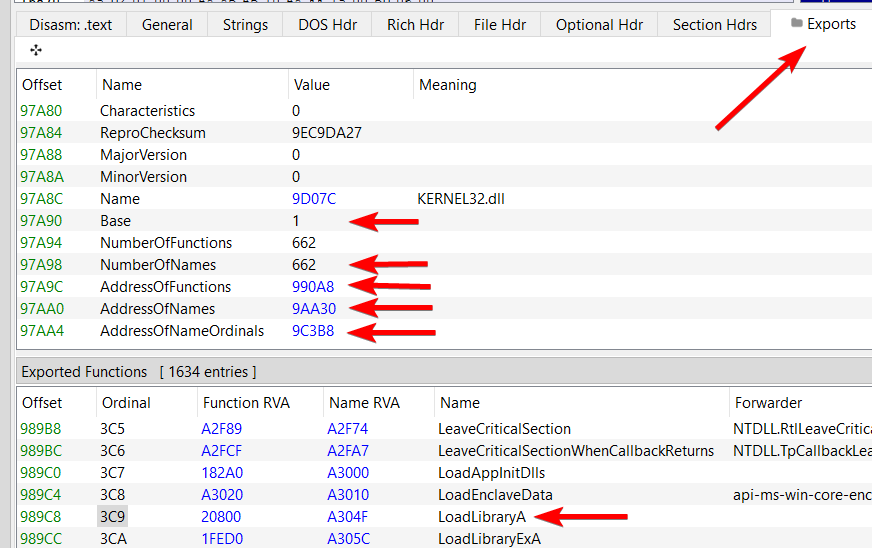 Disasm: .text General Strings DOS Hdr Rich Hdr File Hdr Optional Hdr Section Hdrs Exports
Offset Name Value Meaning
97A80 Characteristics 0
97A84 ReproChecksum 9EC9DA27
97A88 MajorVersion 0
97A8A MinorVersion 0
97A8C Name 9D07C KERNEL32.dll
97A90 Base 1
97A94 NumberOfFunctions 662
97A98 NumberOfNames 662
97A9C AddressOfFunctions 990A8
97AA0 AddressOfNames 9AA30
97AA4 AddressOfNameOrdinals 9C3B8
Exported Functions [ 1634 entries ]
Offset Ordinal Function RVA Name RVA Name Forwarder
989B8 3C5 A2F89 A2F74 LeaveCriticalSection NTDLL.RtlLeaveCritica
989BC 3C6 A2FCF A2FA7 LeaveCriticalSectionWhenCallbackReturns NTDLL.TpCallbackLea
989C0 3C7 182A0 A3000 LoadAppInitDlls
989C4 3C8 A3020 A3010 LoadEnclaveData api-ms-win-core-enc
989C8 3C9 20800 A304F LoadLibraryA
989CC 3CA 1FED0 A305C LoadLibraryExA